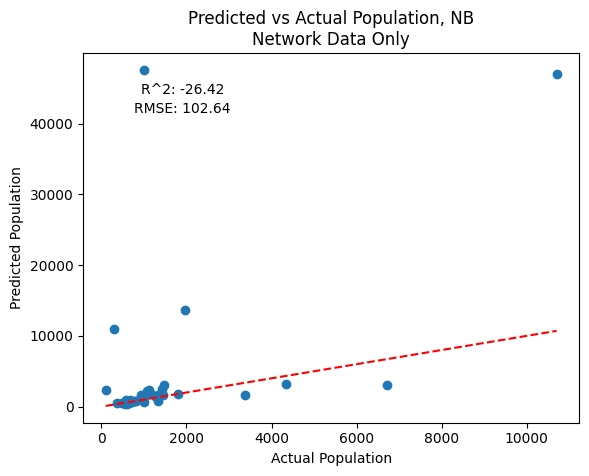 Predicted vs Actual Population, NB
Network Data Only
R^2: -26.42
RMSE: 102.64
Predicted Population
40000
30000
20000
10000
0
0 2000 4000 6000 8000 10000
Actual Population